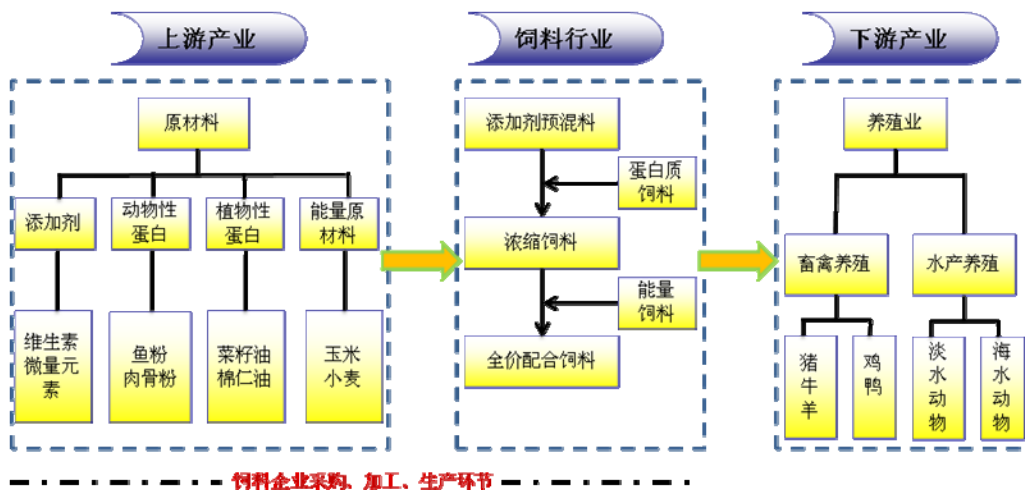 上游产业
饲料行业
下游产业
原材料
添加剂
动物性
蛋白
植物性
蛋白
能量原
材料
维生素
微量元
素
鱼粉
肉骨粉
菜籽油
棉仁油
玉米
小麦
添加剂预混料
蛋白质
饲料
浓缩饲料
能量
饲料
全价配合饲料
养殖业
畜禽养殖
水产养殖
猪
牛
羊
鸡
鸭
淡
水
动
物
海
水
动
物
饲料企业采购、加工、生产环节